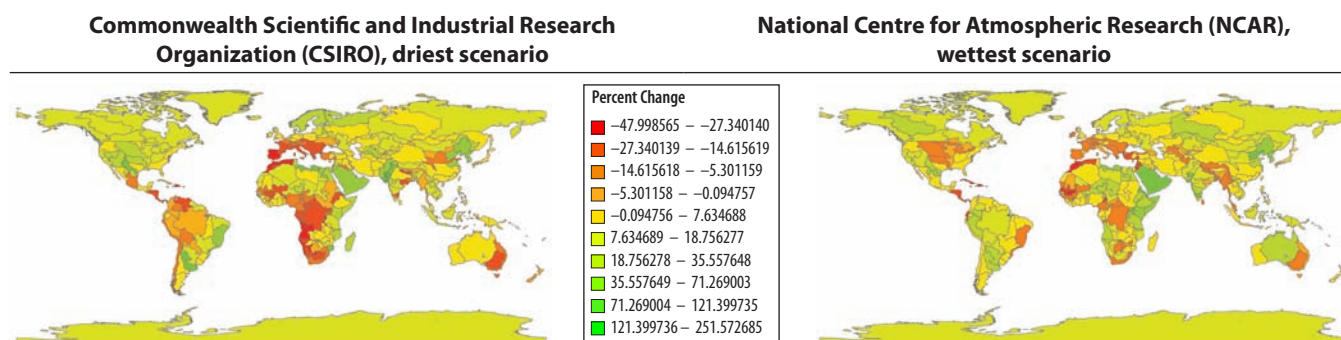 Commonwealth Scientific and Industrial Research
Organization (CSIRO), driest scenario
National Centre for Atmospheric Research (NCAR),
wettest scenario
Percent Change
−47.998565 – −27.340140
−27.340139 – −14.615619
−14.615618 – −5.301159
−5.301158 – −0.094757
−0.094756 – 7.634688
7.634689 – 18.756277
18.756278 – 35.557648
35.557649 – 71.269003
71.269004 – 121.399735
121.399736 – 251.572685